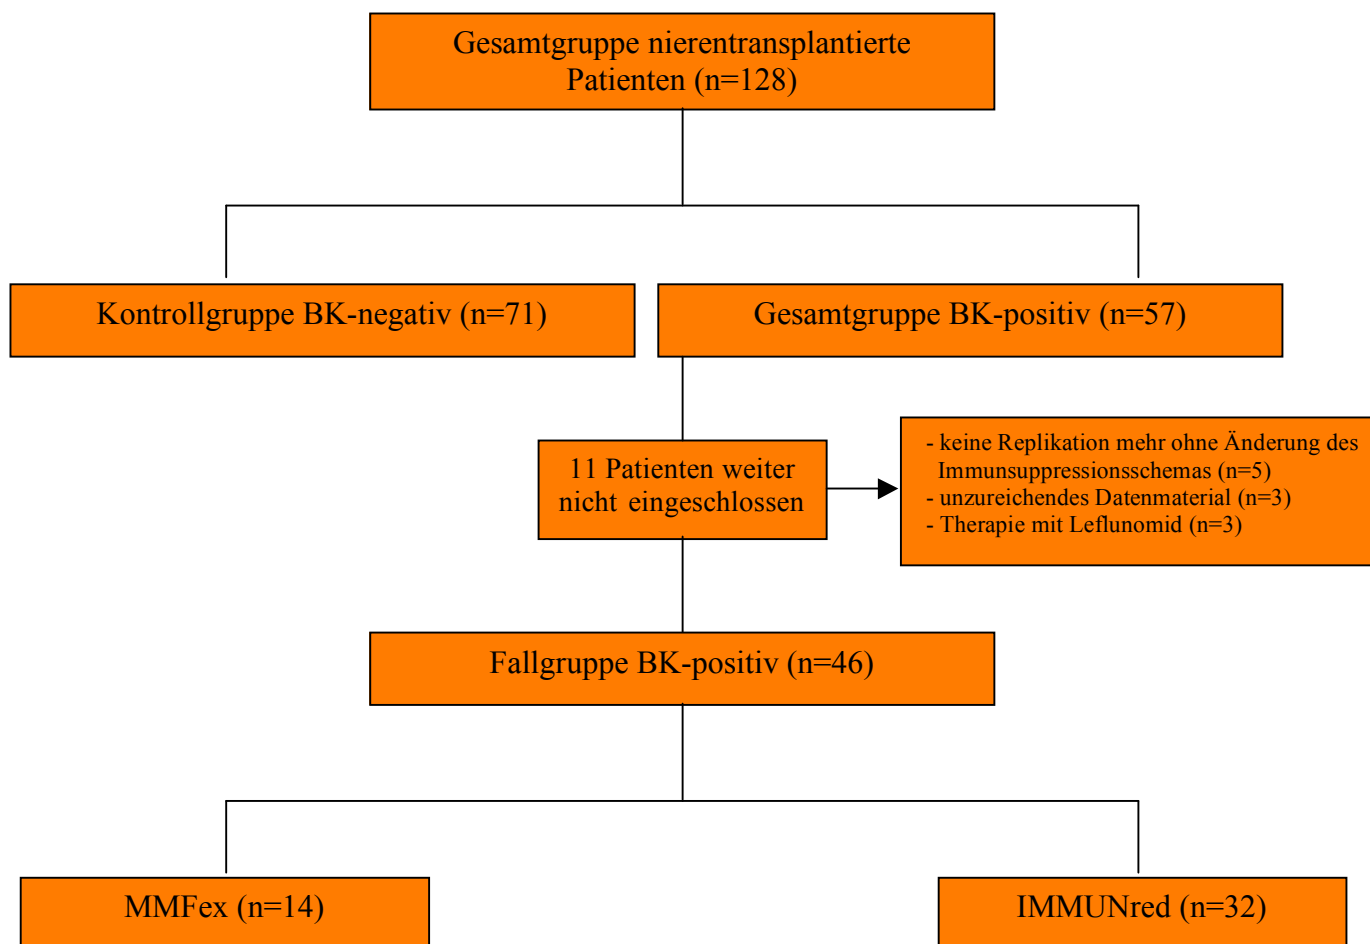 Gesamtgruppe nierentransplantierte
Patienten (n=128)
Kontrollgruppe BK-negativ (n=71)
Gesamtgruppe BK-positiv (n=57)
11 Patienten weiter
nicht eingeschlossen
- keine Replikation mehr ohne Änderung des
Immunsuppressionsschemas (n=5)
- unzureichendes Datenmaterial (n=3)
- Therapie mit Leflunomid (n=3)
Fallgruppe BK-positiv (n=46)
MMFex (n=14)
IMMUNred (n=32)